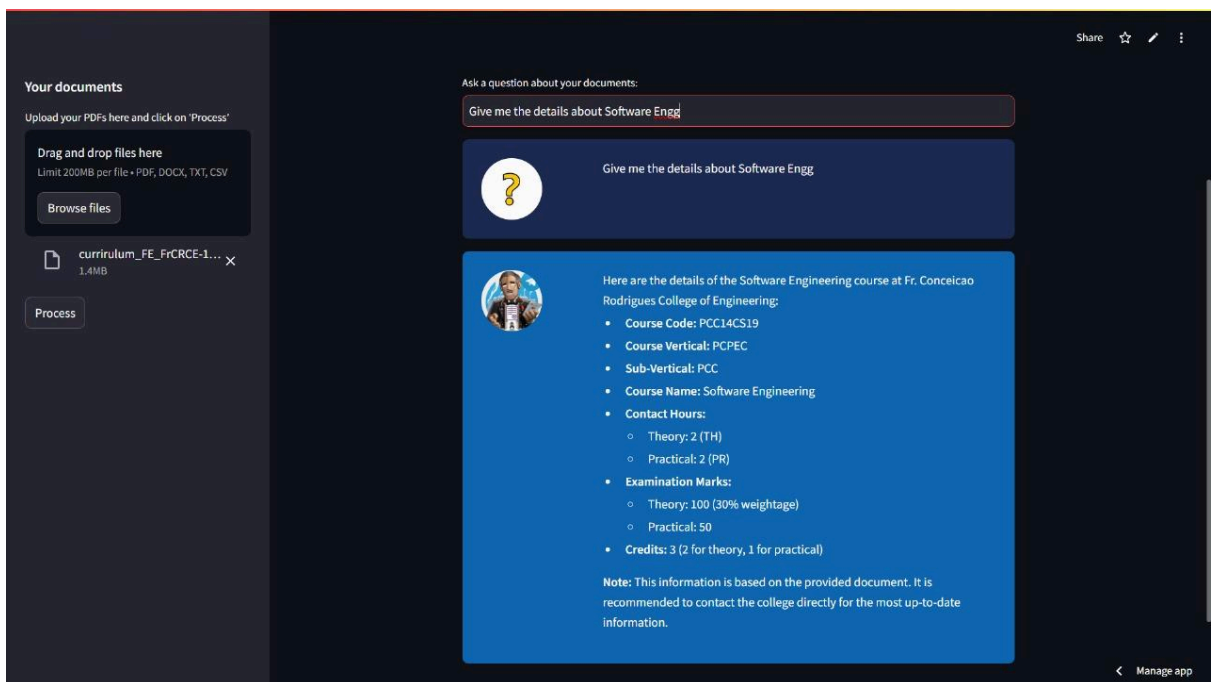 Share
Your documents
Upload your PDFs here and click on 'Process'
Drag and drop files here
Limit 200MB per file • PDF, DOCX, TXT, CSV
Browse files
currirulum_FE_FrCRCE-1...
1.4MB
Process
Ask a question about your documents:
Give me the details about Software Engg
Give me the details about Software Engg
Here are the details of the Software Engineering course at Fr. Conceicao
Rodrigues College of Engineering:
• Course Code: PCC14CS19
• Course Vertical: PCPEC
• Sub-Vertical: PCC
• Course Name: Software Engineering
• Contact Hours:
◦ Theory: 2 (TH)
◦ Practical: 2 (PR)
• Examination Marks:
◦ Theory: 100 (30% weightage)
◦ Practical: 50
• Credits: 3 (2 for theory, 1 for practical)
Note: This information is based on the provided document. It is
recommended to contact the college directly for the most up-to-date
information.
Manage app